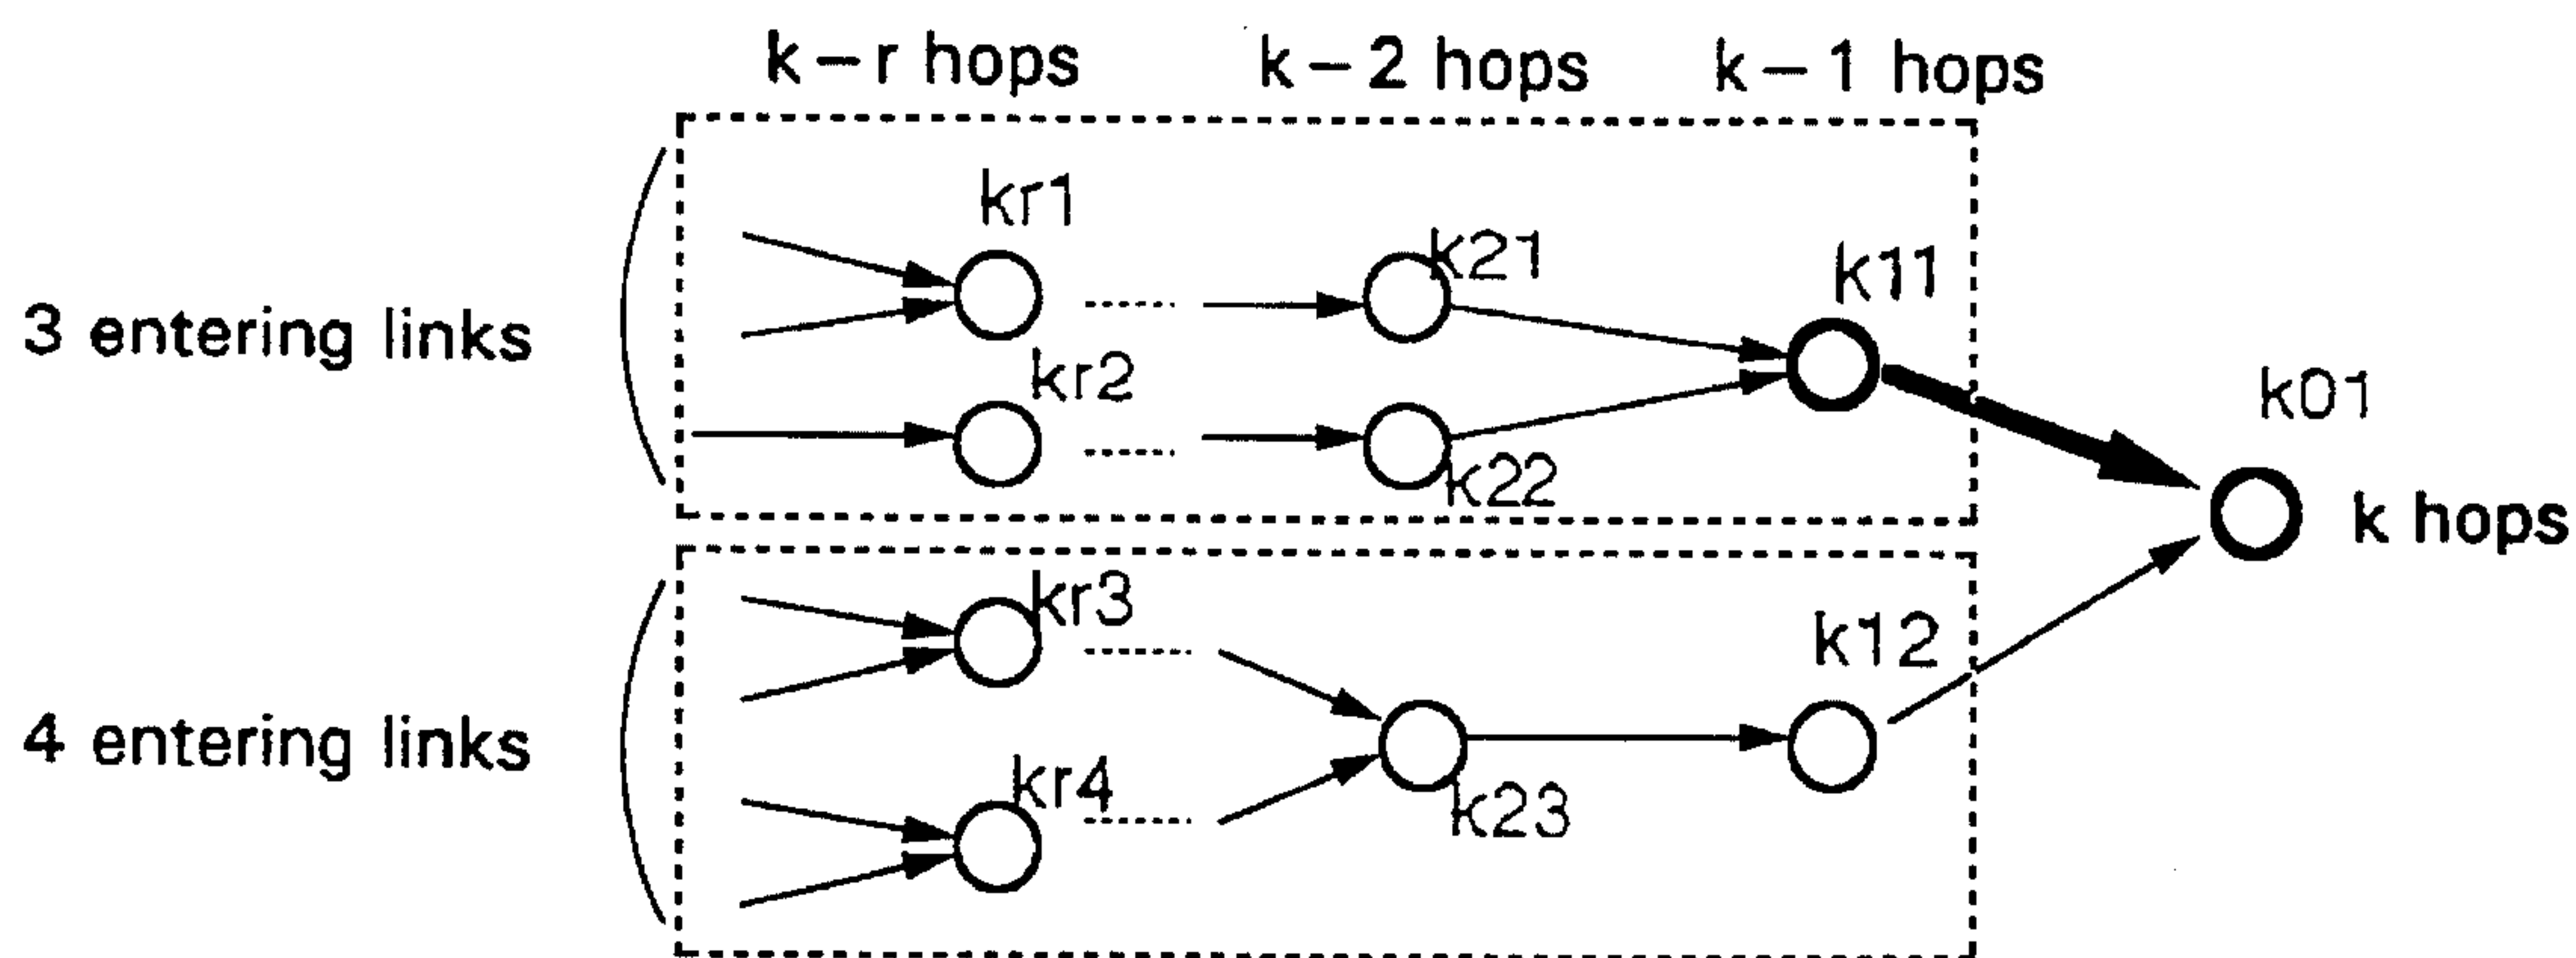 k – r hops k – 2 hops k – 1 hops
kr1
k21
k11
3 entering links
kr2
k01
k22
k hops
kr3
k12
4 entering links
kr4
k23